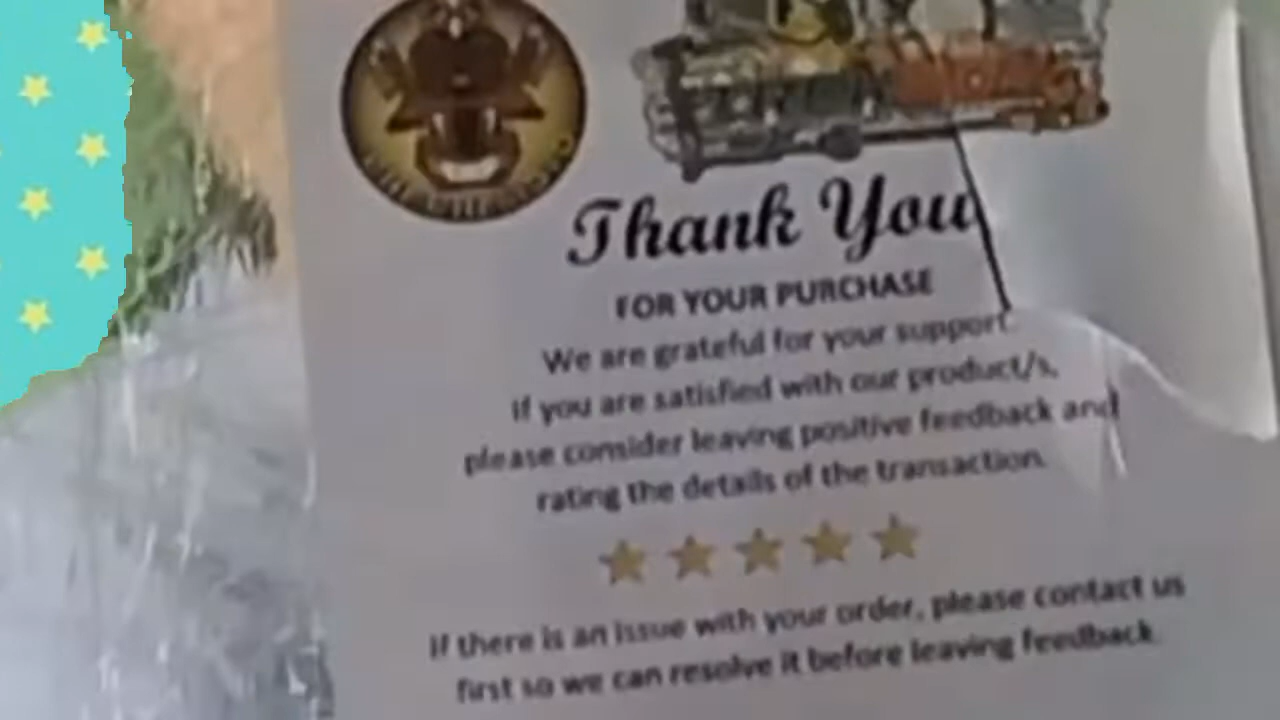 Thank You
FOR YOUR PURCHASE
We are grateful for your support.
If you are satisfied with our product/s,
please consider leaving positive feedback and
rating the details of the transaction.
If there is an issue with your order, please contact us
first so we can resolve it before leaving feedback.